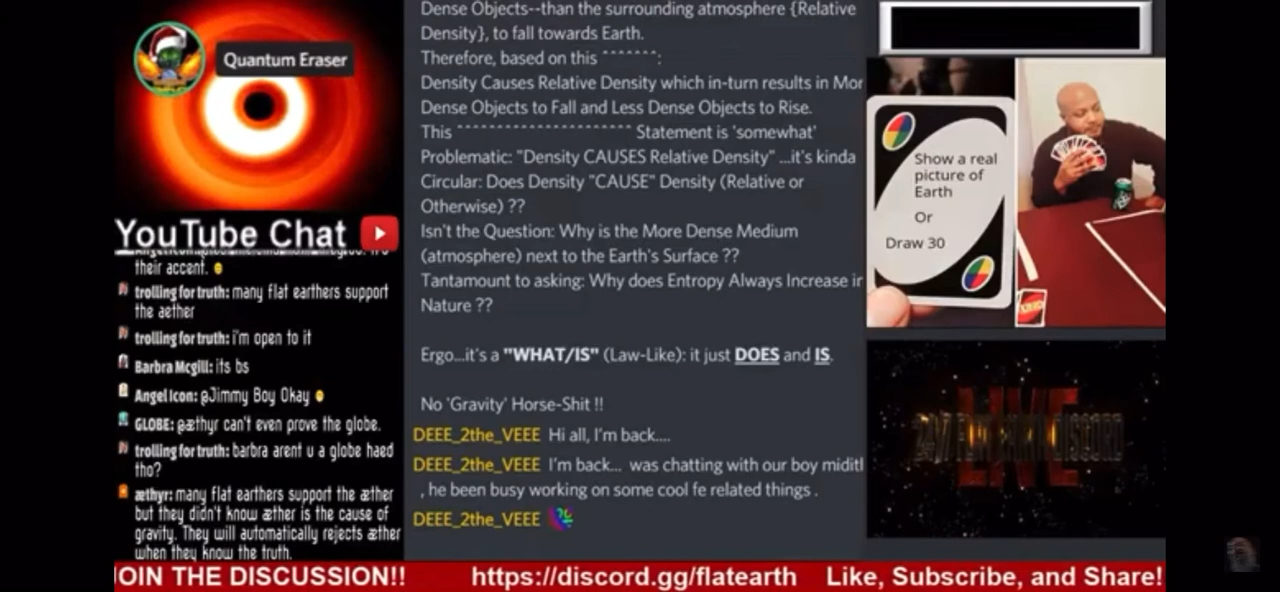 Quantum Eraser
YouTube Chat
their accent.
trolling for truth: many flat earthers support
the aether
trolling for truth: i'm open to it
Barbra Mcgill: its bs
Angel Icon: @Jimmy Boy Okay
GLOBE: @æthyr can't even prove the globe.
trolling for truth: barbra arent u a globe haed
tho?
æthyr: many flat earthers support the æther
but they didn't know æther is the cause of
gravity. They will automatically rejects æther
when they know the truth.
Dense Objects--than the surrounding atmosphere {Relative
Density}, to fall towards Earth.
Therefore, based on this ^^^^^^^:
Density Causes Relative Density which in-turn results in Mor
Dense Objects to Fall and Less Dense Objects to Rise.
This ^^^^^^^^^^^^^^^^^^^^^^^ Statement is 'somewhat'
Problematic: "Density CAUSES Relative Density" ...it's kinda
Circular: Does Density "CAUSE" Density (Relative or
Otherwise) ??
Isn't the Question: Why is the More Dense Medium
(atmosphere) next to the Earth's Surface ??
Tantamount to asking: Why does Entropy Always Increase in
Nature ??
Ergo...it's a "WHAT/IS" (Law-Like): it just DOES and IS.
No 'Gravity' Horse-Shit !!
DEEE_2the_VEEE Hi all, I'm back....
DEEE_2the_VEEE I'm back... was chatting with our boy miditl
, he been busy working on some cool fe related things .
DEEE_2the_VEEE
Show a real
picture of
Earth
Or
Draw 30
UNO
LIVE
24/7 FLAT EARTH DISCORD
OIN THE DISCUSSION!! https://discord.gg/flatearth Like, Subscribe, and Share!